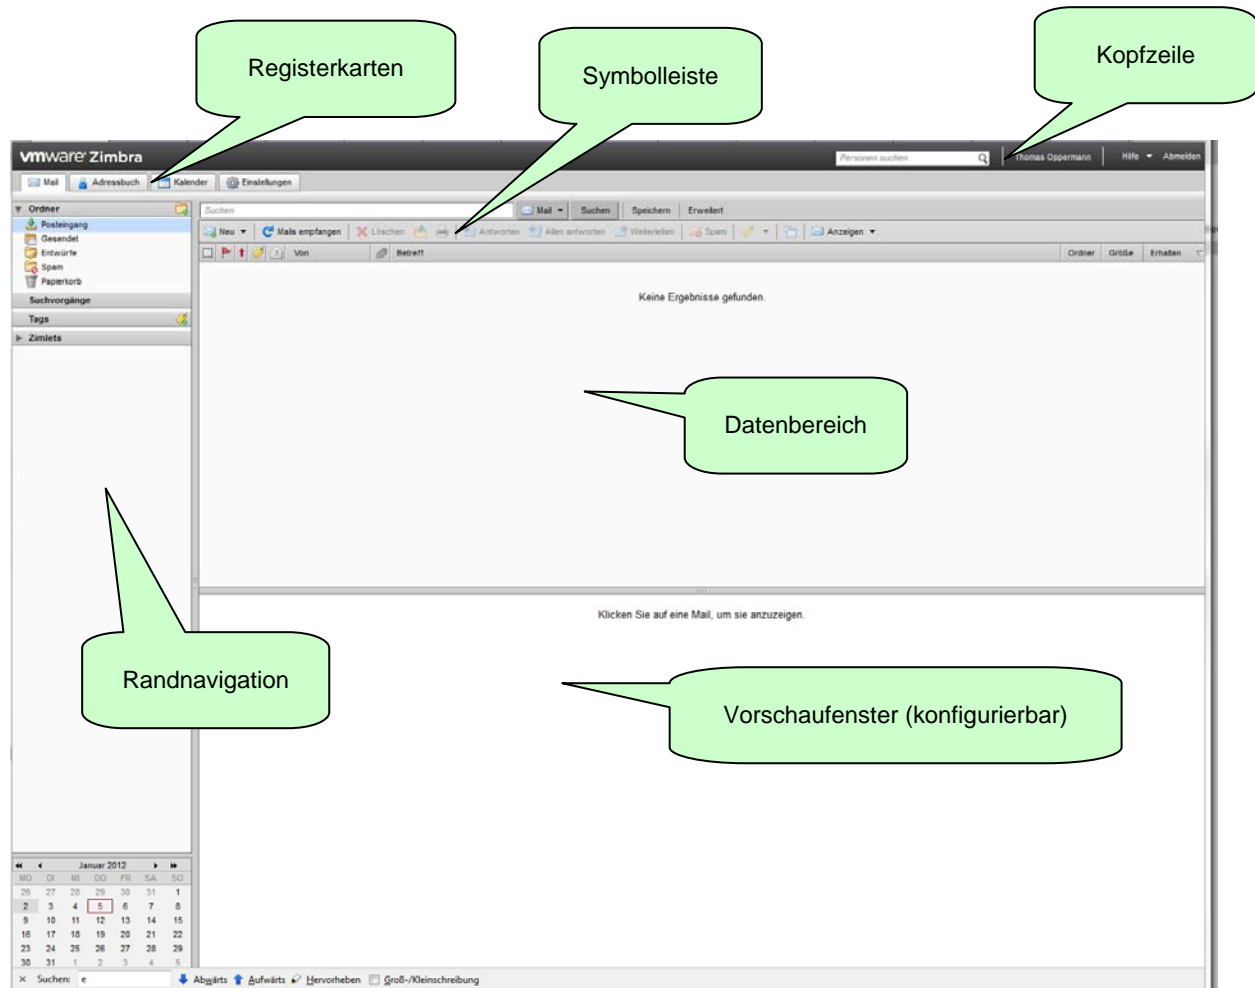 Registerkarten
Symbolleiste
Kopfzeile
vmware Zimbra
Personen suchen
Thomas Oppermann
Hilfe
Abmelden
Mail
Adressbuch
Kalender
Einstellungen
Ordner
Suchen
Mail
Suchen
Speichern
Erweitert
Posteingang
Neu
Mails empfangen
Löschen
Antworten
Allen antworten
Weiterleiten
Spam
Anzeigen
Gesendet
Entwürfe
Von
Betreff
Ordner
Größe
Erhalten
Spam
Papierkorb
Suchvorgänge
Keine Ergebnisse gefunden.
Tags
Zimlets
Datenbereich
Klicken Sie auf eine Mail, um sie anzuzeigen.
Randnavigation
Vorschaufenster (konfigurierbar)
Januar 2012
MO DI MI DO FR SA SO
26 27 28 29 30 31 1
2 3 4 5 6 7 8
9 10 11 12 13 14 15
16 17 18 19 20 21 22
23 24 25 26 27 28 29
30 31 1 2 3 4 5
Suchen: e
Abwärts
Aufwärts
Hervorheben
Groß-/Kleinschreibung